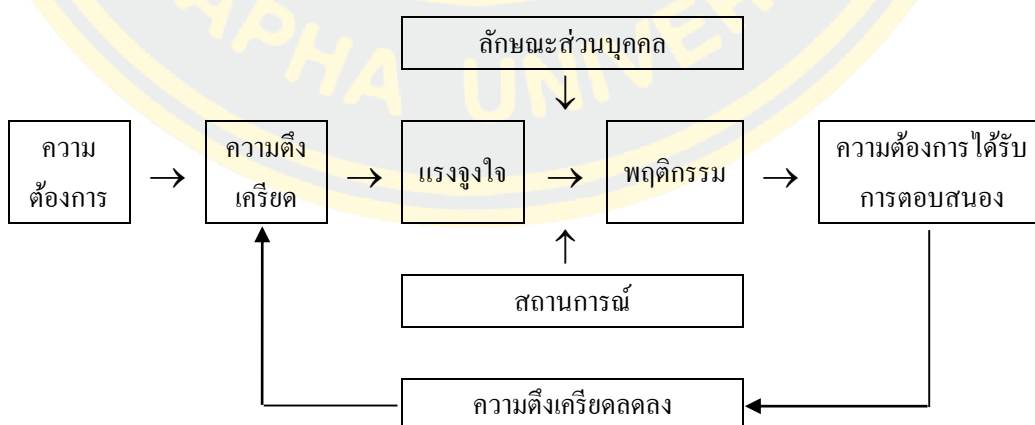 APHA UNIVER
ลักษณะส่วนบุคคล
ความ
ต้องการ
ความตึง
เครียด
แรงจูงใจ
พฤติกรรม
ความต้องการได้รับ
การตอบสนอง
สถานการณ์
ความตึงเครียดลดลง